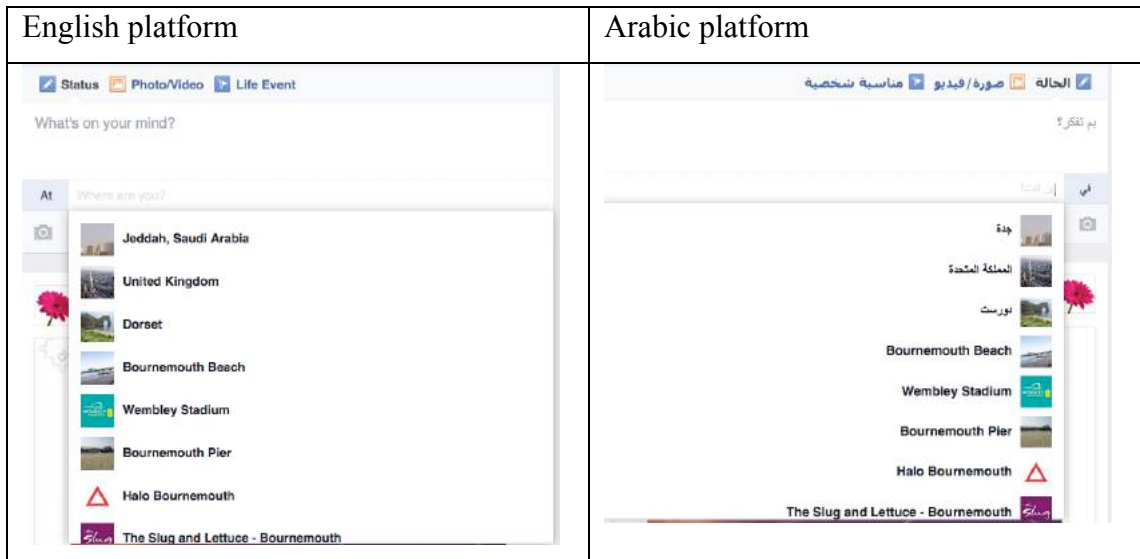 English platform
Arabic platform
Status Photo/Video Life Event
What's on your mind?
At Where are you?
Jeddah, Saudi Arabia
United Kingdom
Dorset
Bournemouth Beach
Wembley Stadium
Bournemouth Pier
Halo Bournemouth
The Slug and Lettuce - Bournemouth
الحالة صورة/فيديو مناسبة شخصية
بم تفكر؟
في
جدة
المملكة المتحدة
دورست
Bournemouth Beach
Wembley Stadium
Bournemouth Pier
Halo Bournemouth
The Slug and Lettuce - Bournemouth